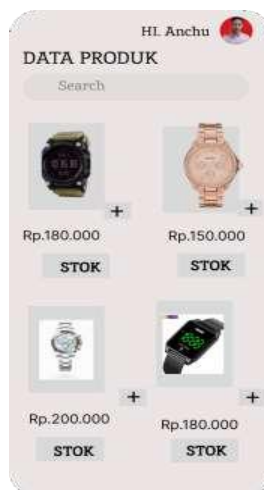 HI. Anchu
DATA PRODUK
Search
+ +
Rp.180.000 Rp.150.000
STOK STOK
+ +
Rp.200.000 Rp.180.000
STOK STOK